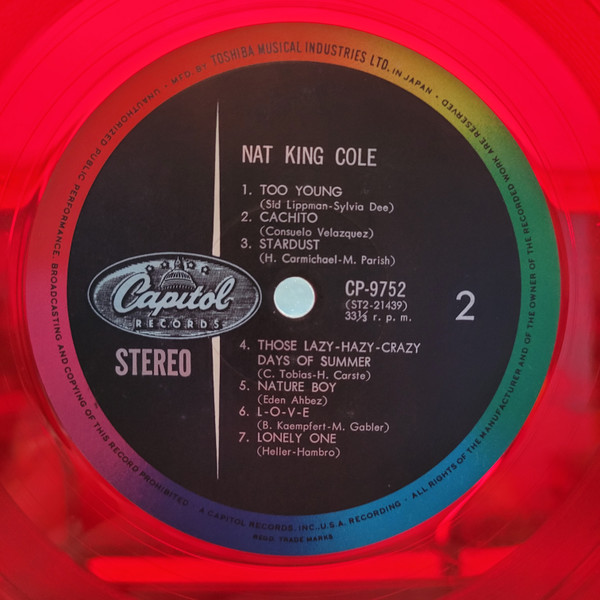 MFD. BY TOSHIBA MUSICAL INDUSTRIES LTD. IN JAPAN · UNAUTHORIZED PUBLIC PERFORMANCE, BROADCASTING AND COPYING OF THIS RECORD PROHIBITED · ALL RIGHTS OF THE MANUFACTURER AND OF THE OWNER OF THE RECORDED WORK ARE RESERVED ·
NAT KING COLE
1. TOO YOUNG
(Sid Lippman-Sylvia Dee)
2. CACHITO
(Consuelo Velazquez)
3. STARDUST
(H. Carmichael-M. Parish)
Capitol
RECORDS
CP-9752
(ST2-21439)
33⅓ r. p. m.
2
STEREO
4. THOSE LAZY-HAZY-CRAZY
DAYS OF SUMMER
(C. Tobias-H. Carste)
5. NATURE BOY
(Eden Ahbez)
6. L-O-V-E
(B. Kaempfert-M. Gabler)
7. LONELY ONE
(Heller-Hambro)
A CAPITOL RECORDS, INC., U.S.A. RECORDING ·
REGD. TRADE MARKS